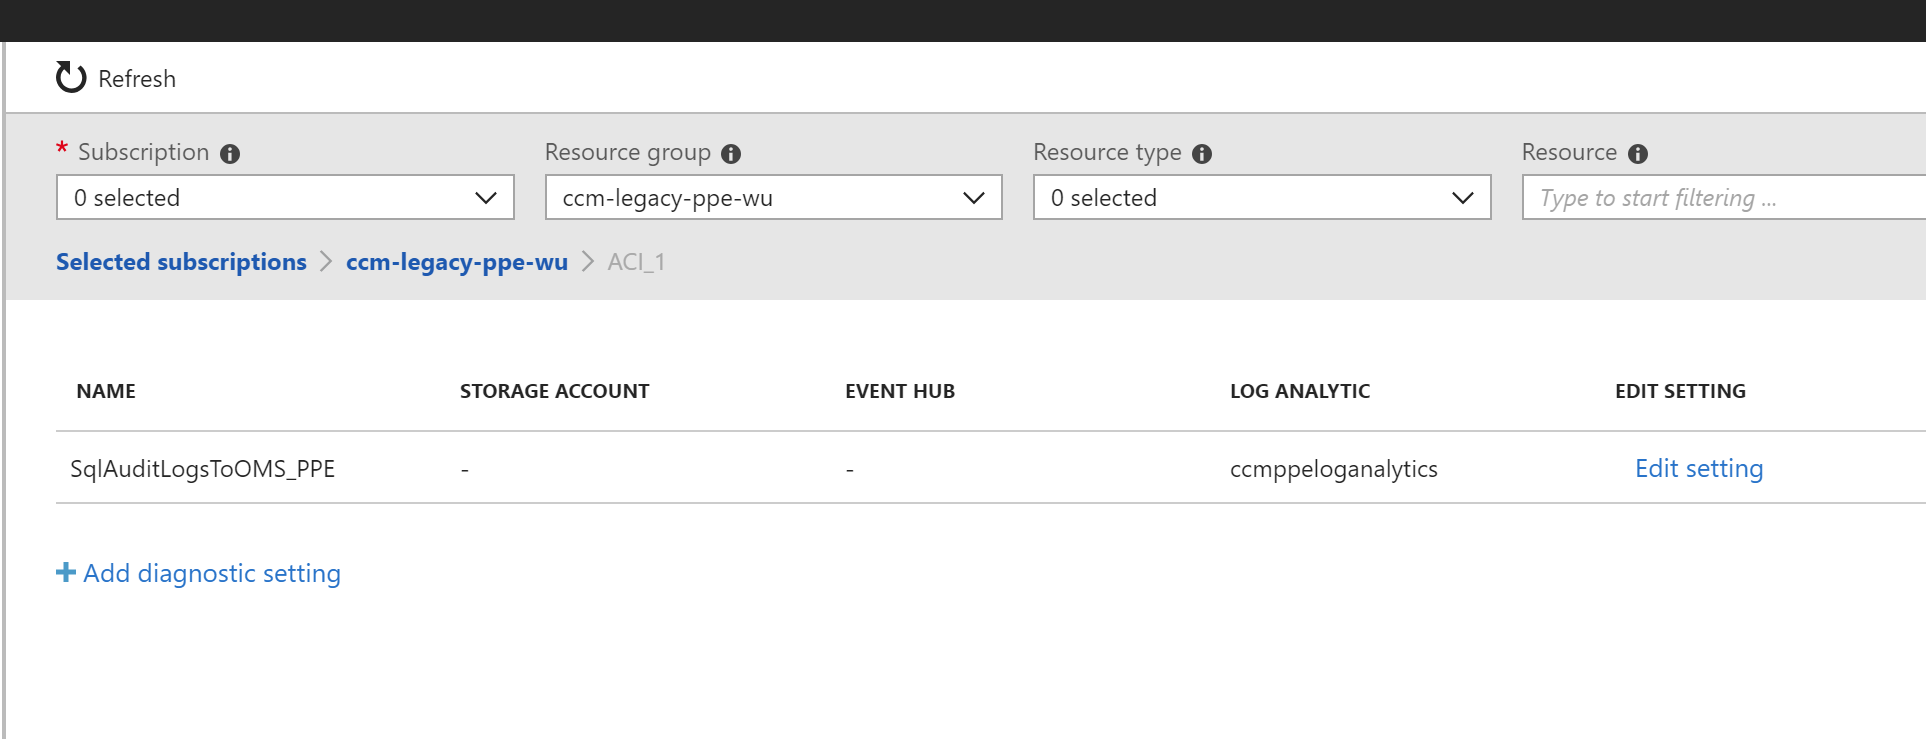 Refresh
* Subscription Resource group Resource type Resource
0 selected ccm-legacy-ppe-wu 0 selected Type to start filtering ...
Selected subscriptions > ccm-legacy-ppe-wu > ACI_1
NAME STORAGE ACCOUNT EVENT HUB LOG ANALYTIC EDIT SETTING
SqlAuditLogsToOMS_PPE - - ccmppeloganalytics Edit setting
+ Add diagnostic setting